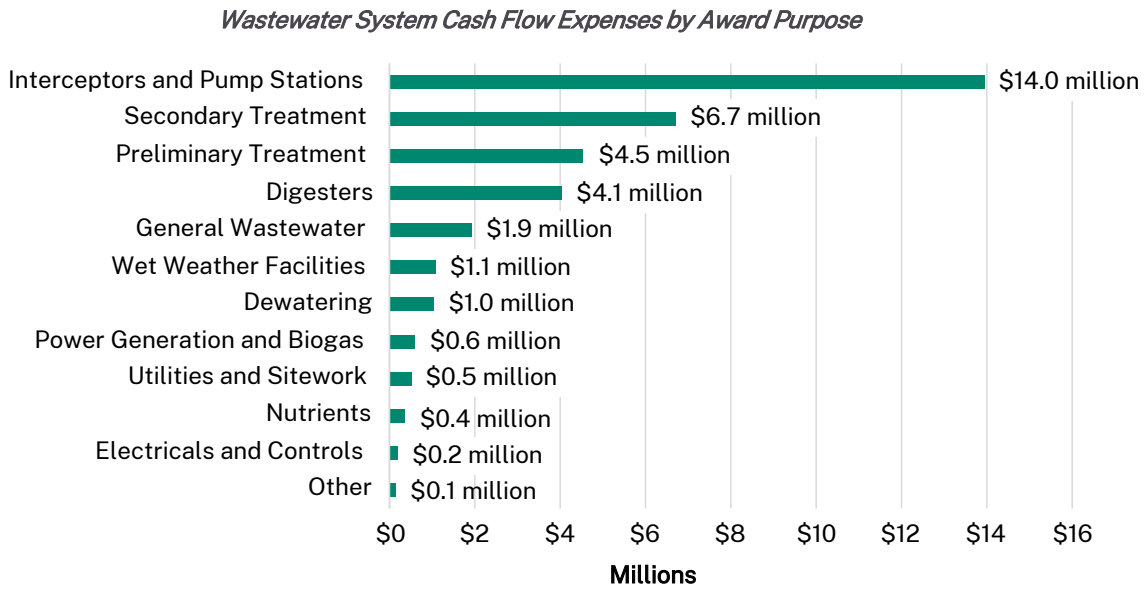 Wastewater System Cash Flow Expenses by Award Purpose
Interceptors and Pump Stations $14.0 million
Secondary Treatment $6.7 million
Preliminary Treatment $4.5 million
Digesters $4.1 million
General Wastewater $1.9 million
Wet Weather Facilities $1.1 million
Dewatering $1.0 million
Power Generation and Biogas $0.6 million
Utilities and Sitework $0.5 million
Nutrients $0.4 million
Electricals and Controls $0.2 million
Other $0.1 million
$0 $2 $4 $6 $8 $10 $12 $14 $16
Millions